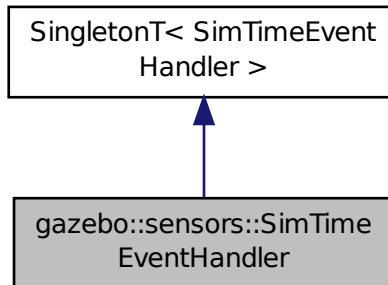 SingletonT< SimTimeEvent
Handler >
gazebo::sensors::SimTime
EventHandler